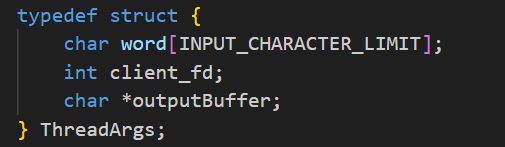 typedef struct {
    char word[INPUT_CHARACTER_LIMIT];
    int client_fd;
    char *outputBuffer;
} ThreadArgs;